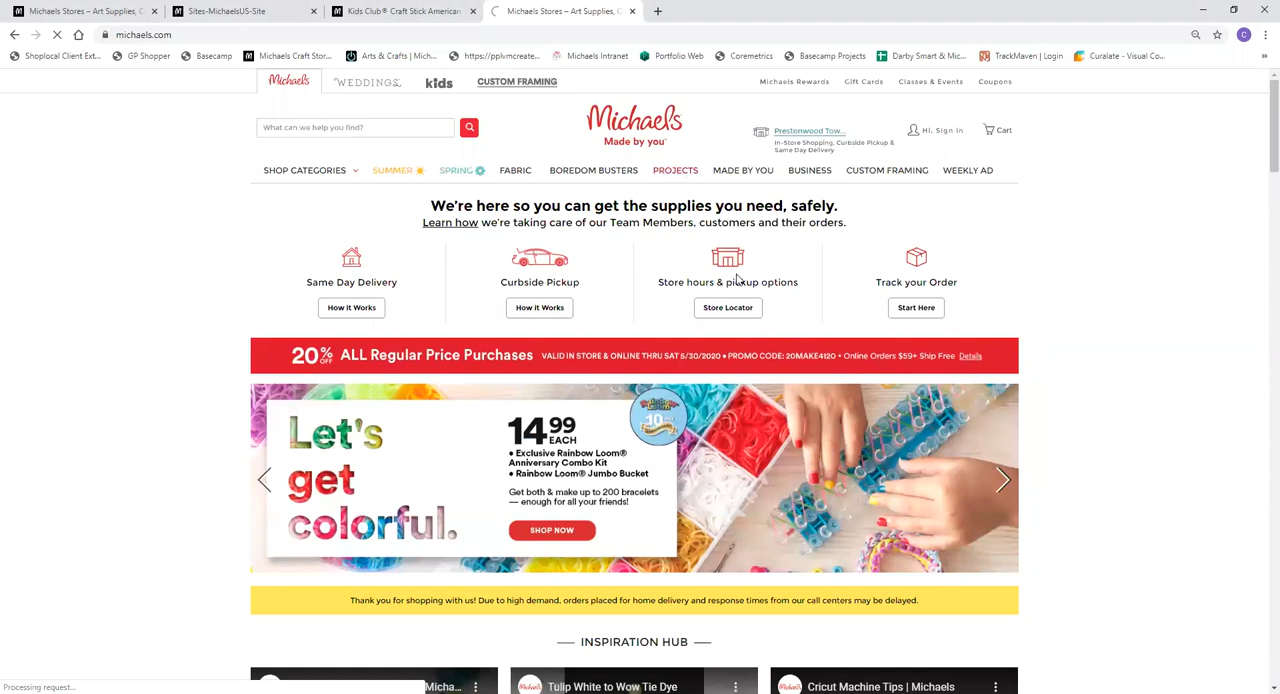 Michaels Stores – Art Supplies, C
Sites-MichaelsUS-Site
Kids Club® Craft Stick American
Michaels Stores – Art Supplies, C
michaels.com
C
Shoplocal Client Ext...
GP Shopper
Basecamp
Michaels Craft Stor...
Arts & Crafts | Mich...
https://pplvmcreate...
Michaels Intranet
Portfolio Web
Coremetrics
Basecamp Projects
Darby Smart & Mic...
TrackMaven | Login
Curalate - Visual Co...
Michaels
WEDDINGS
kids
CUSTOM FRAMING
Michaels Rewards
Gift Cards
Classes & Events
Coupons
What can we help you find?
Michaels
Made by you
Prestonwood Tow...
In-Store Shopping, Curbside Pickup &
Same Day Delivery
Hi, Sign in
Cart
SHOP CATEGORIES
SUMMER
SPRING
FABRIC
BOREDOM BUSTERS
PROJECTS
MADE BY YOU
BUSINESS
CUSTOM FRAMING
WEEKLY AD
We're here so you can get the supplies you need, safely.
Learn how we're taking care of our Team Members, customers and their orders.
Same Day Delivery
Curbside Pickup
Store hours & pickup options
Track your Order
How it Works
How it Works
Store Locator
Start Here
20% OFF ALL Regular Price Purchases VALID IN STORE & ONLINE THRU SAT 5/30/2020 • PROMO CODE: 20MAKE4120 • Online Orders $59+ Ship Free Details
Let's
get
colorful.
14.99
EACH
• Exclusive Rainbow Loom®
Anniversary Combo Kit
• Rainbow Loom® Jumbo Bucket
Get both & make up to 200 bracelets
— enough for all your friends!
SHOP NOW
Rainbow Loom
10
Thank you for shopping with us! Due to high demand, orders placed for home delivery and response times from our call centers may be delayed.
INSPIRATION HUB
Micha...
Michaels
Tulip White to Wow Tie Dye
Michaels
Cricut Machine Tips | Michaels
Processing request...